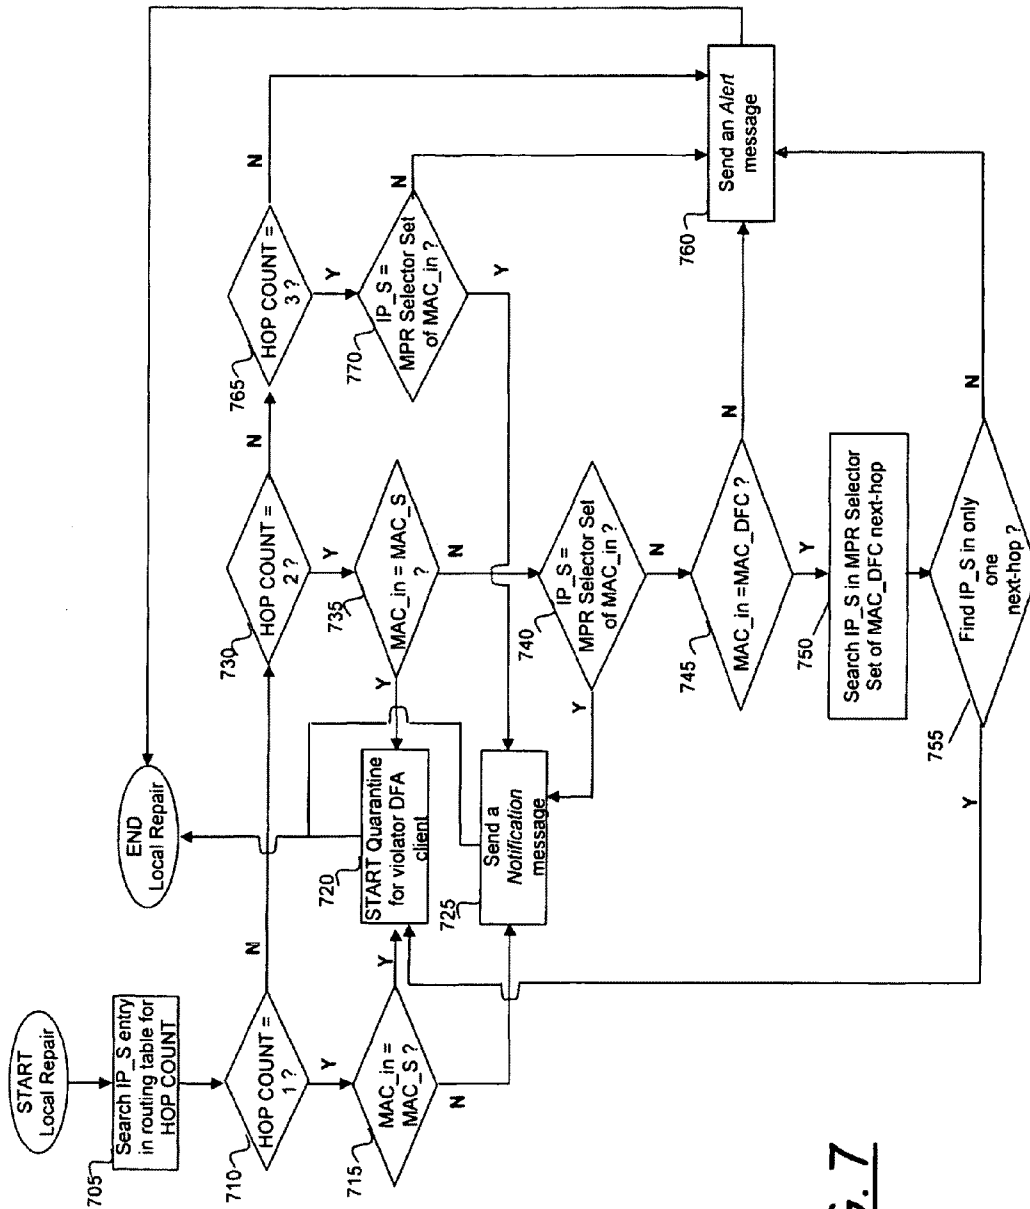 START
Local Repair
705
Search IP_S entry
in routing table for
HOP COUNT
710
HOP COUNT =
1 ?
N
Y
715
MAC_in =
MAC_S ?
Y
N
END
Local Repair
720
START Quarantine
for violator DFA
client
725
Send a
Notification
message
730
HOP COUNT =
2 ?
N
Y
735
MAC_in = MAC_S
?
Y
N
740
IP_S =
MPR Selector Set
of MAC_in ?
Y
N
745
MAC_in =MAC_DFC ?
N
Y
750
Search IP_S in MPR Selector
Set of MAC_DFC next-hop
755
Find IP_S in only
one
next-hop ?
Y
N
765
HOP COUNT =
3 ?
N
Y
770
IP_S =
MPR Selector Set
of MAC_in ?
N
Y
760
Send an Alert
message
G. 7